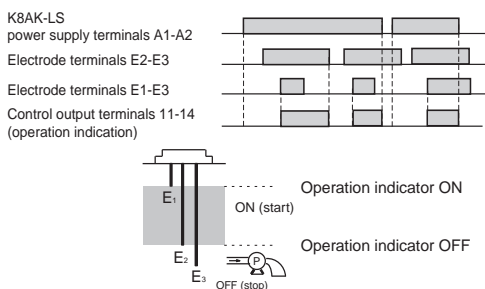 K8AK-LS
power supply terminals A1-A2
Electrode terminals E2-E3
Electrode terminals E1-E3
Control output terminals 11-14
(operation indication)
Operation indicator ON
E1
ON (start)
Operation indicator OFF
E2
P
E3
OFF (stop)